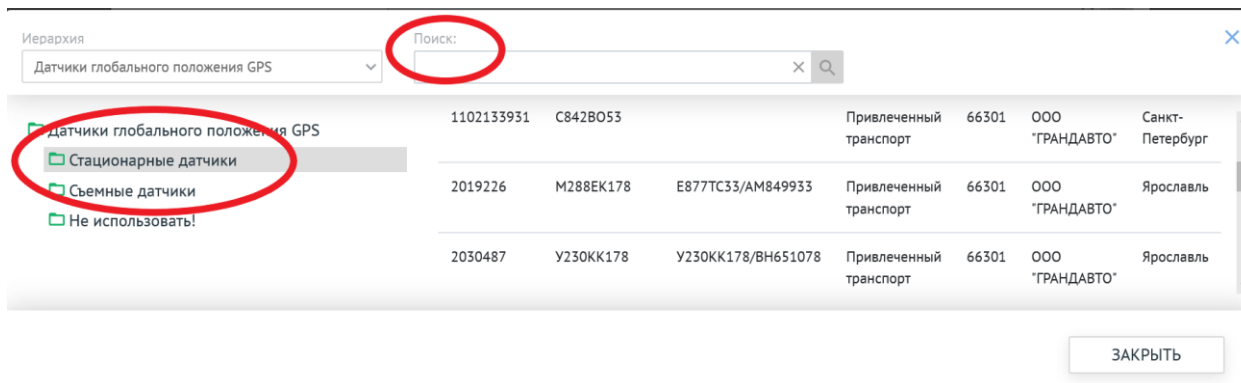 Иерархия
Поиск:
Датчики глобального положения GPS
Датчики глобального положения GPS
Стационарные датчики
Съемные датчики
Не использовать!
1102133931 С842ВО53 Привлеченный 66301 ООО Санкт-
транспорт "ГРАНДАВТО" Петербург
2019226 М288ЕК178 Е877ТС33/АМ849933 Привлеченный 66301 ООО Ярославль
транспорт "ГРАНДАВТО"
2030487 У230КК178 У230КК178/ВН651078 Привлеченный 66301 ООО Ярославль
транспорт "ГРАНДАВТО"
ЗАКРЫТЬ